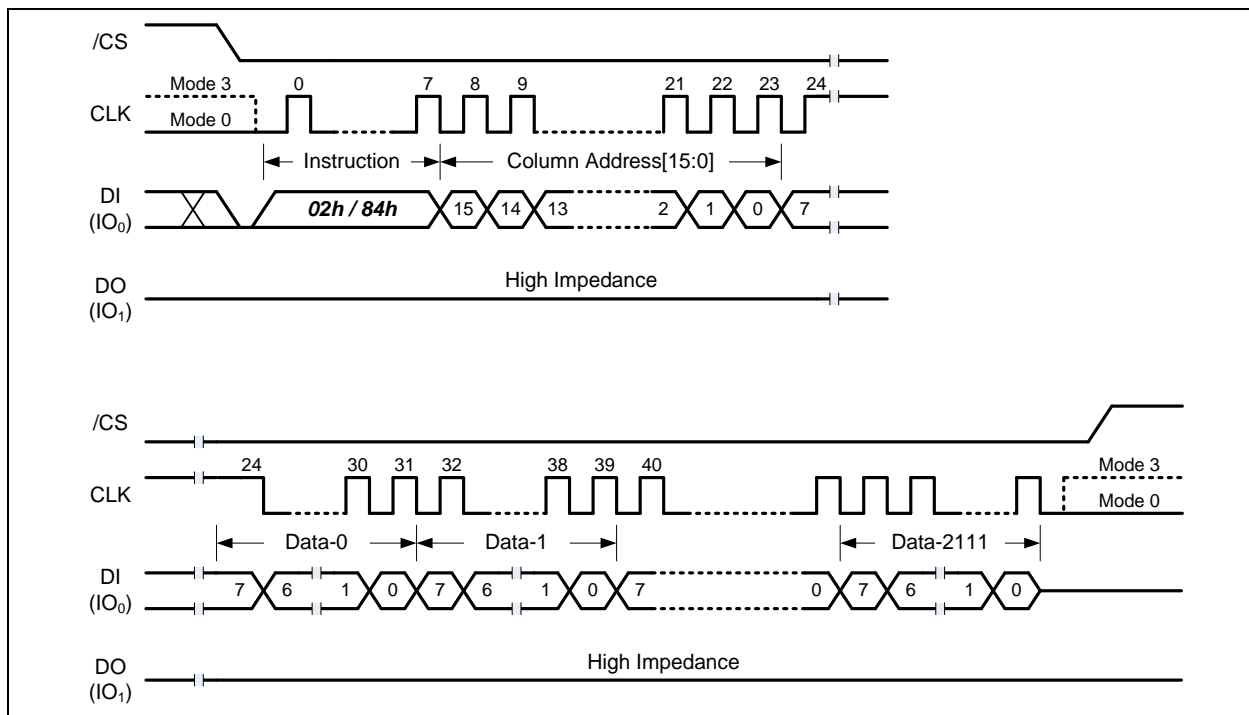 /CS
Mode 3 0 7 8 9 21 22 23 24
CLK
Mode 0
Instruction Column Address[15:0]
DI
(IO0)
02h / 84h 15 14 13 2 1 0 7
High Impedance
DO
(IO1)
/CS
24 30 31 32 38 39 40 Mode 3
CLK
Mode 0
Data-0 Data-1 Data-2111
DI
(IO0)
7 6 1 0 7 6 1 0 7 0 7 6 1 0
High Impedance
DO
(IO1)